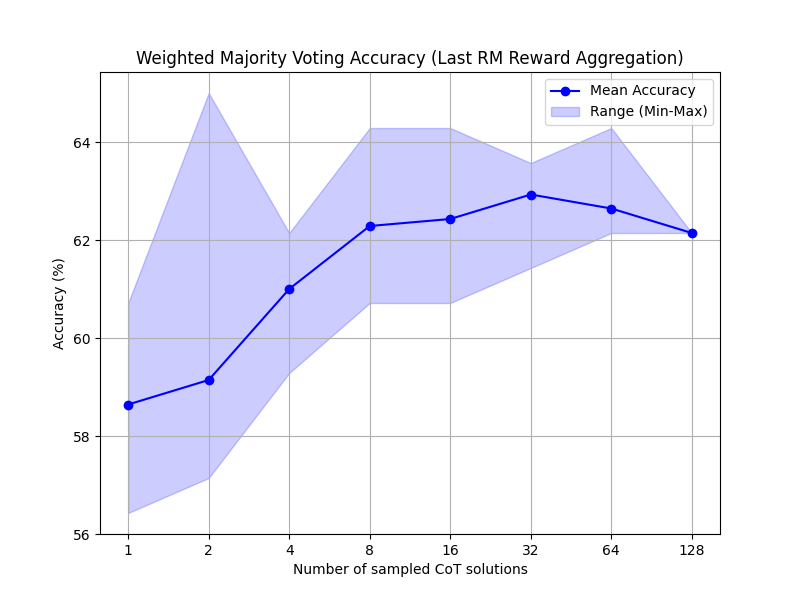 Weighted Majority Voting Accuracy (Last RM Reward Aggregation)
Mean Accuracy
Range (Min-Max)
Accuracy (%)
64
62
60
58
56
1 2 4 8 16 32 64 128
Number of sampled CoT solutions